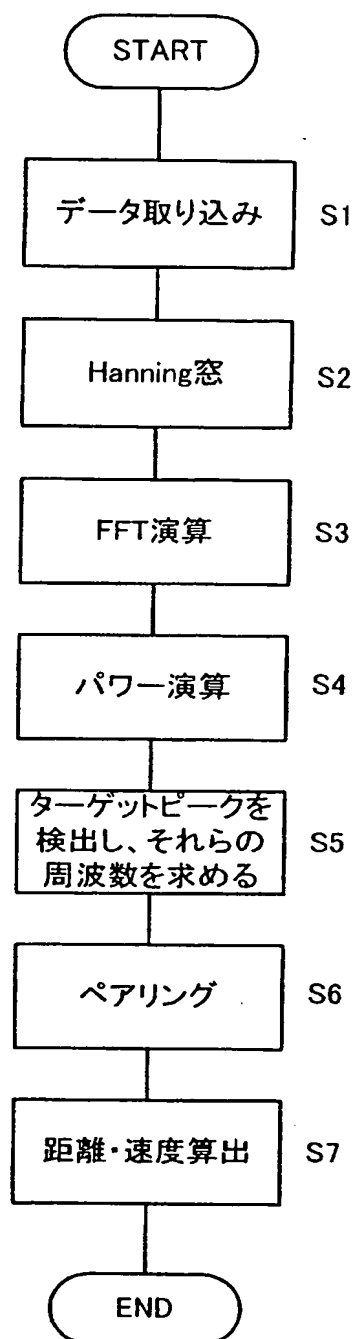 START
データ取り込み S1
Hanning窓 S2
FFT演算 S3
パワー演算 S4
ターゲットピークを
検出し、それらの S5
周波数を求める
ペアリング S6
距離・速度算出 S7
END